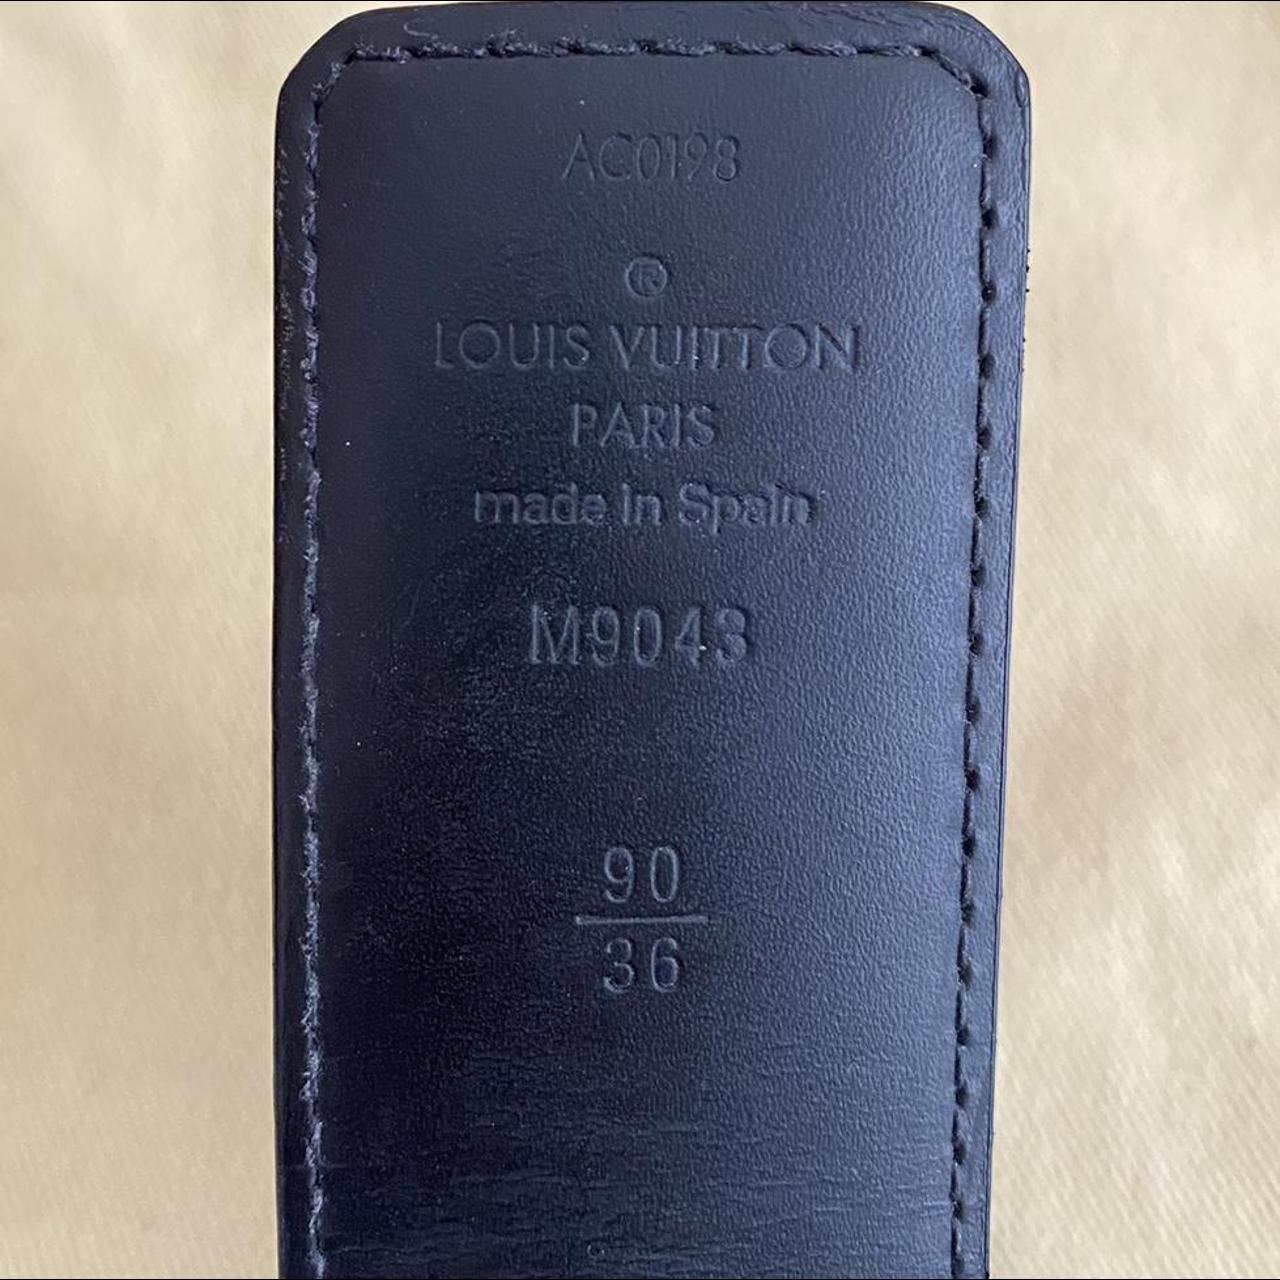 AC0198
®
LOUIS VUITTON
PARIS
made in Spain
M9043
90
36